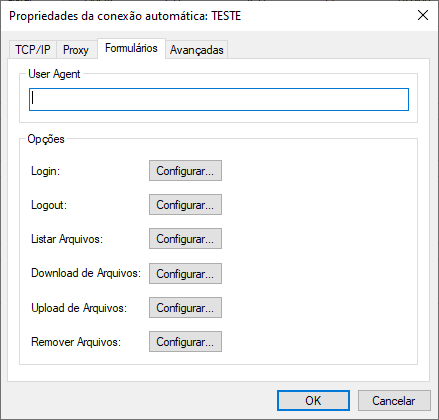 Propriedades da conexão automática: TESTE
TCP/IP Proxy Formulários Avançadas
User Agent
Opções
Login: Configurar...
Logout: Configurar...
Listar Arquivos: Configurar...
Download de Arquivos: Configurar...
Upload de Arquivos: Configurar...
Remover Arquivos: Configurar...
OK Cancelar